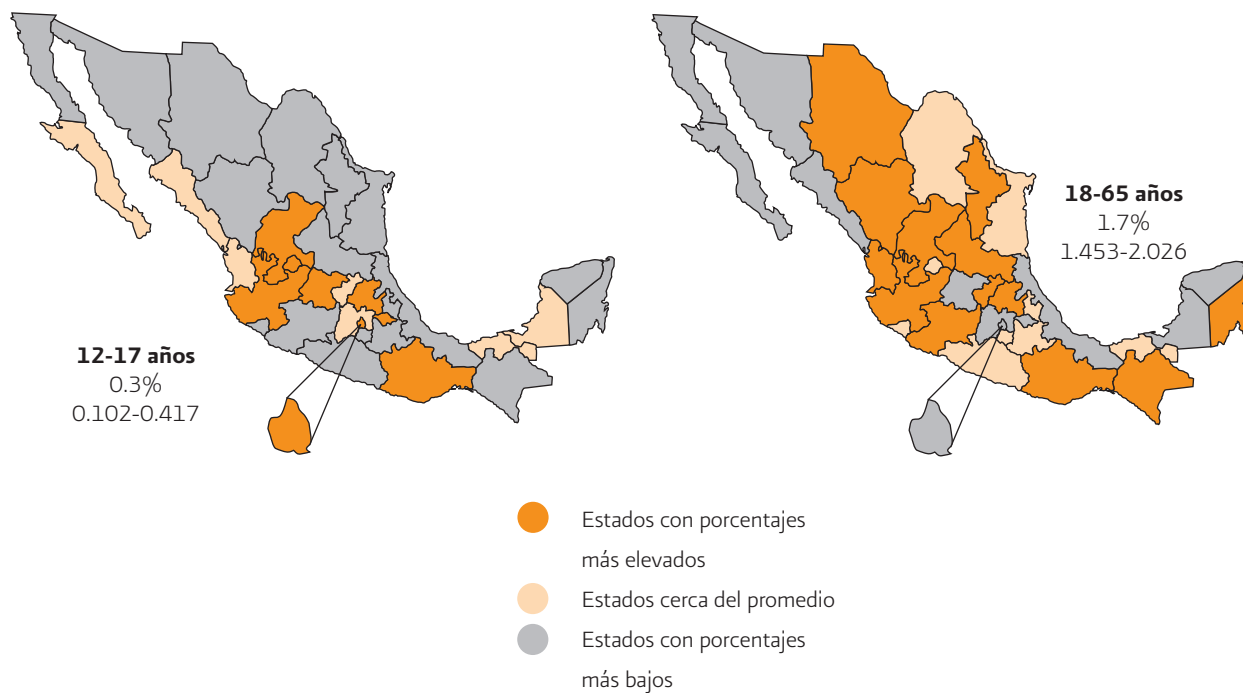 12-17 años
0.3%
0.102-0.417
18-65 años
1.7%
1.453-2.026
Estados con porcentajes
más elevados
Estados cerca del promedio
Estados con porcentajes
más bajos